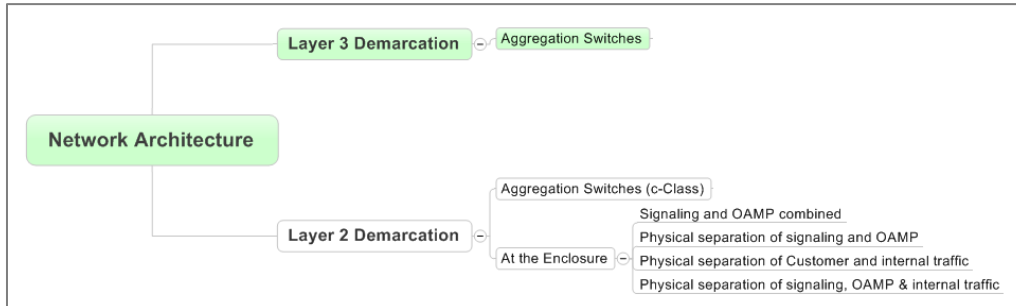 Layer 3 Demarcation
Aggregation Switches
Network Architecture
Aggregation Switches (c-Class)
Layer 2 Demarcation
At the Enclosure
Signaling and OAMP combined
Physical separation of signaling and OAMP
Physical separation of Customer and internal traffic
Physical separation of signaling, OAMP & internal traffic